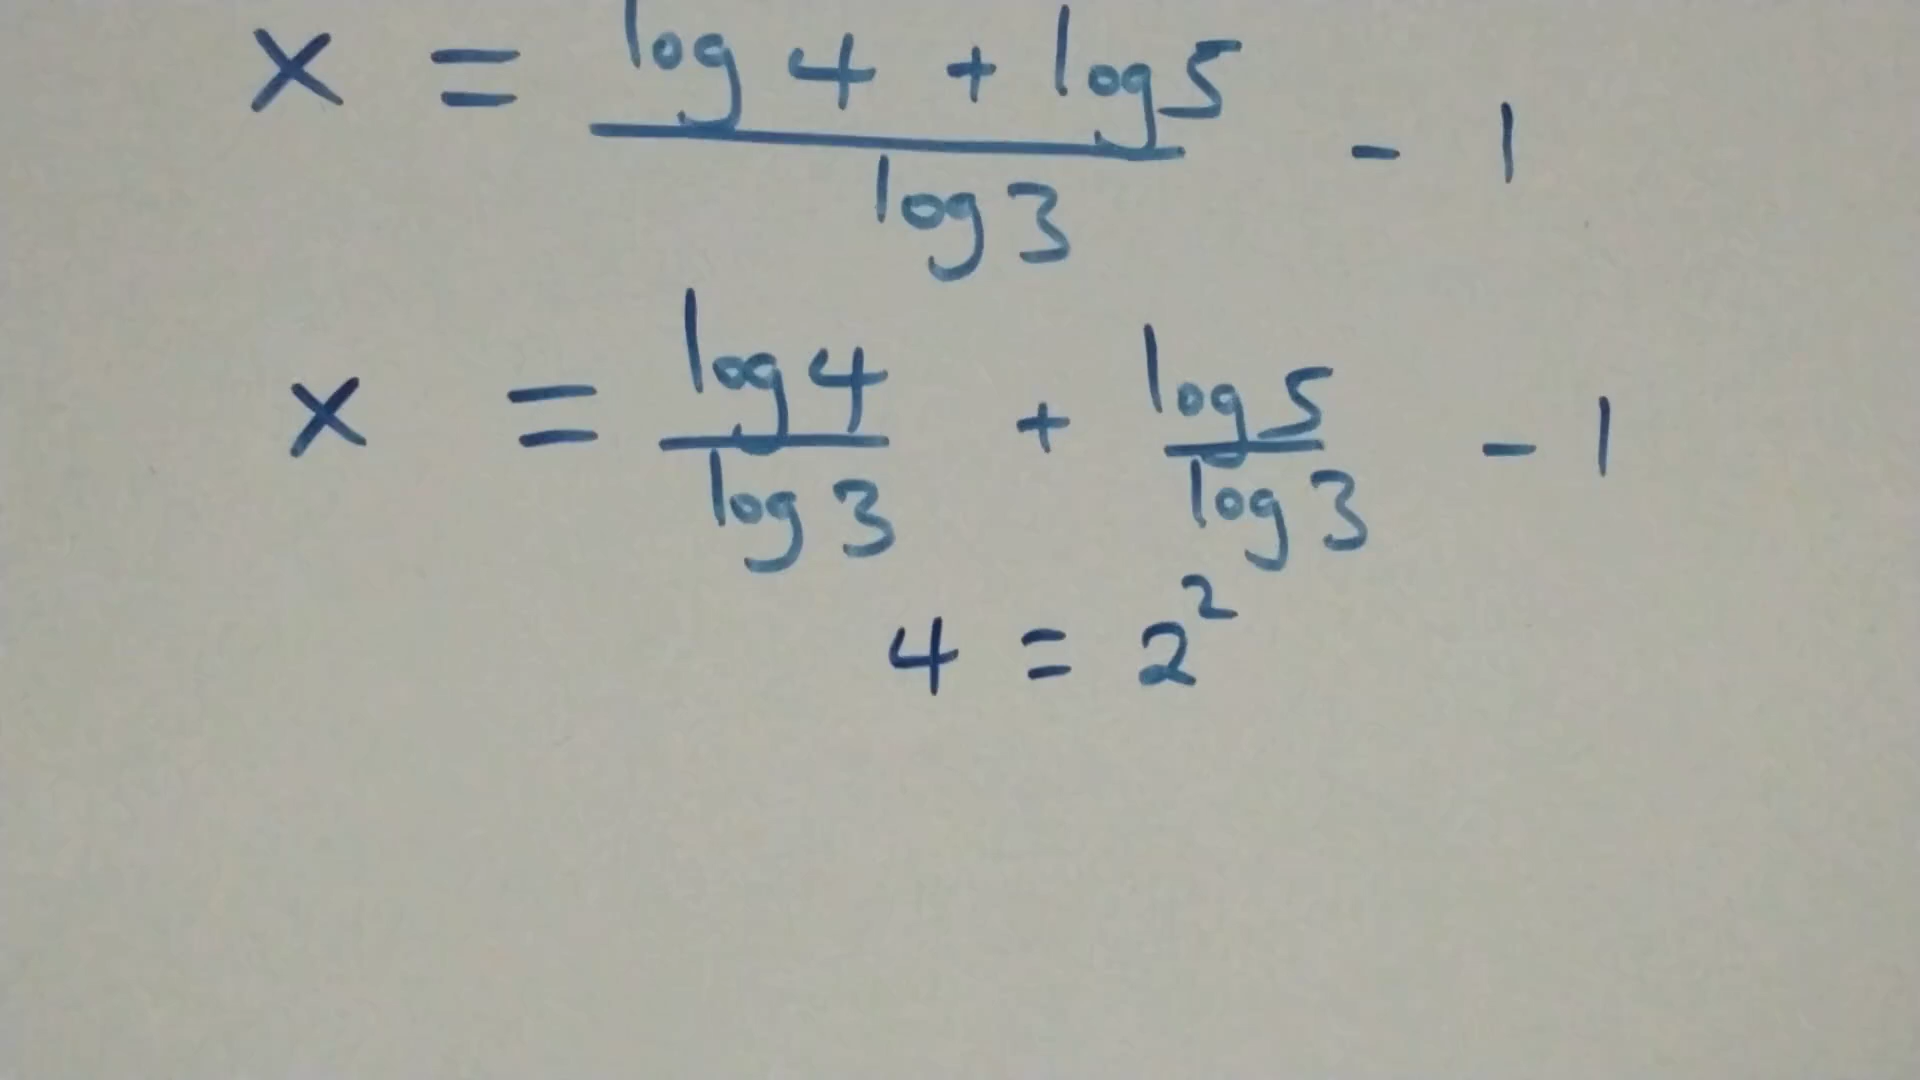 x = (log 4 + log 5) / log 3 - 1
x = log 4 / log 3 + log 5 / log 3 - 1
4 = 2²